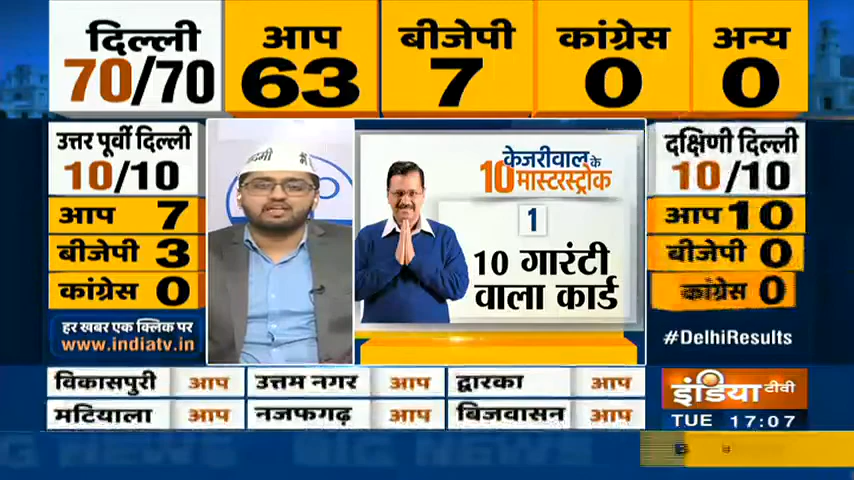 दिल्ली
70/70
आप
63
बीजेपी
7
कांग्रेस
0
अन्य
0
उत्तर पूर्वी दिल्ली
10/10
आप 7
बीजेपी 3
कांग्रेस 0
हर खबर एक क्लिक पर
www.indiatv.in
केजरीवाल के
10 मास्टरस्ट्रोक
1
10 गारंटी
वाला कार्ड
दक्षिणी दिल्ली
10/10
आप 10
बीजेपी 0
कांग्रेस 0
#DelhiResults
विकासपुरी आप उत्तम नगर आप द्वारका आप
मटियाला आप नजफगढ़ आप बिजवासन आप
इंडिया टीवी
TUE 17:07